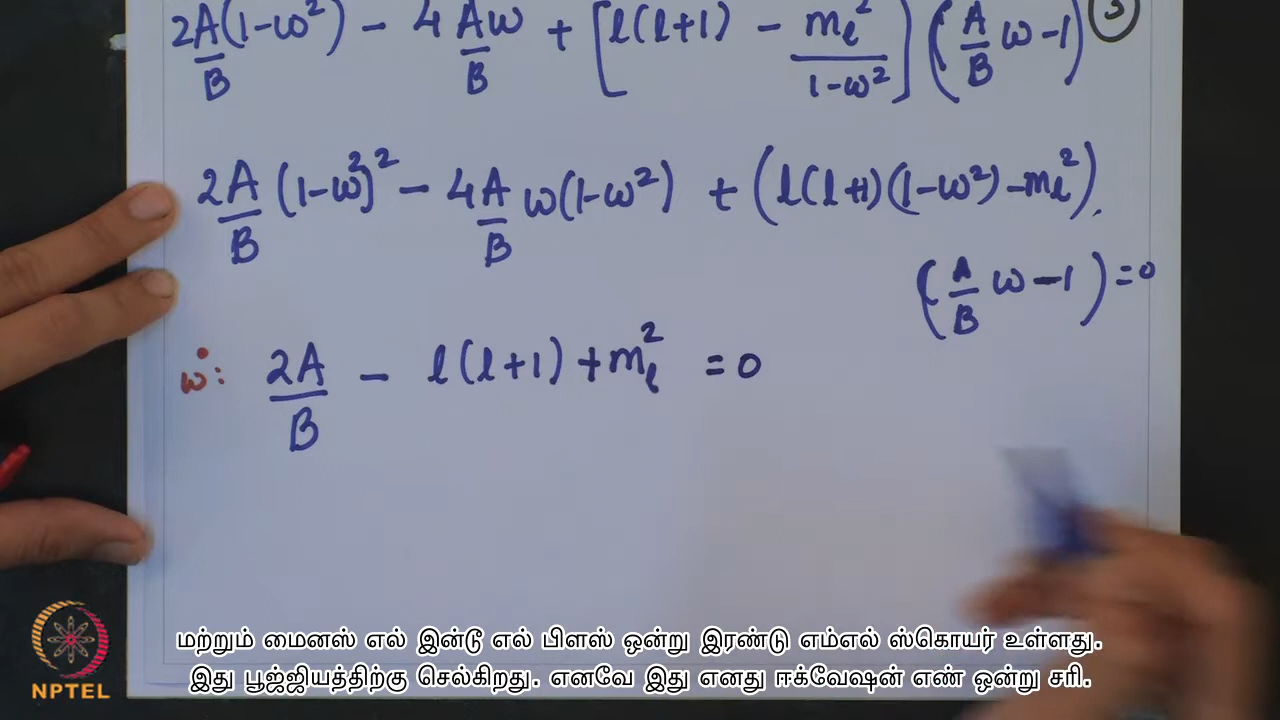 2A/B (1-ω²) - 4 A/B ω + [l(l+1) - m_l²/(1-ω²)] (A/B ω - 1) 3
2A/B (1-ω²)² - 4A/B ω(1-ω²) + (l(l+1)(1-ω²) - m_l²).
(A/B ω - 1) = 0
ω°: 2A/B - l(l+1) + m_l² = 0
மற்றும் மைனஸ் எல் இன்டூ எல் பிளஸ் ஒன்று இரண்டு எம்எல் ஸ்கொயர் உள்ளது.
இது பூஜ்ஜியத்திற்கு செல்கிறது. எனவே இது எனது ஈக்வேஷன் எண் ஒன்று சரி.
NPTEL